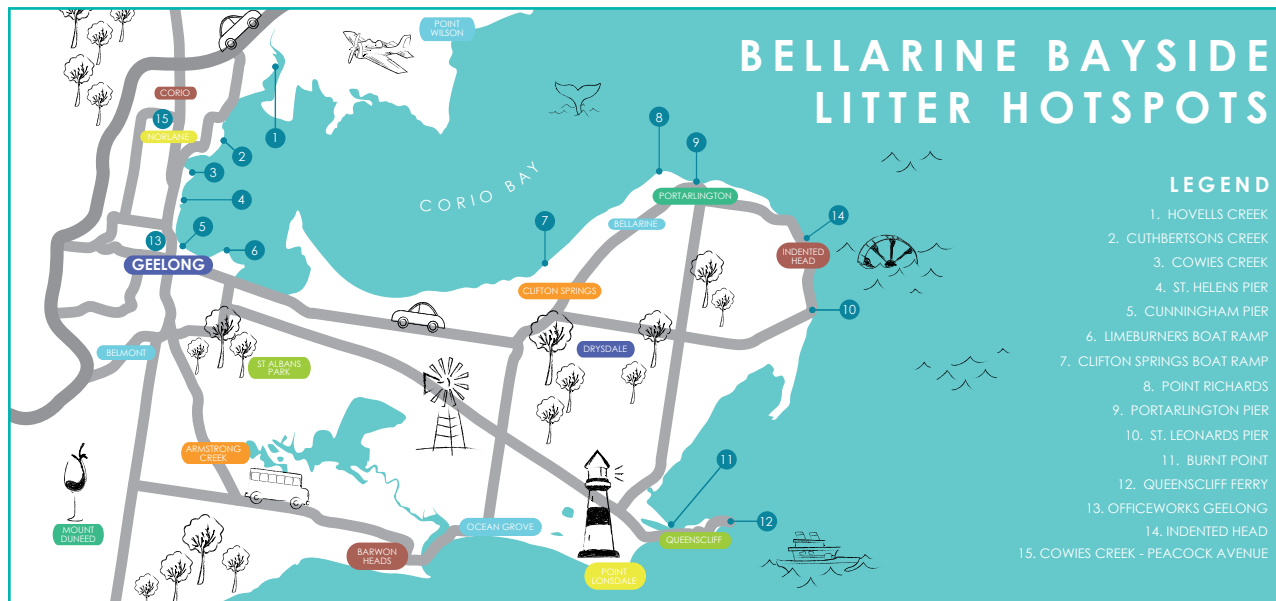 BELLARINE BAYSIDE
LITTER HOTSPOTS
LEGEND
1. HOVELLS CREEK
2. CUTHBERTSONS CREEK
3. COWIES CREEK
4. ST. HELENS PIER
5. CUNNINGHAM PIER
6. LIMEBURNERS BOAT RAMP
7. CLIFTON SPRINGS BOAT RAMP
8. POINT RICHARDS
9. PORTARLINGTON PIER
10. ST. LEONARDS PIER
11. BURNT POINT
12. QUEENSCLIFF FERRY
13. OFFICEWORKS GEELONG
14. INDENTED HEAD
15. COWIES CREEK - PEACOCK AVENUE
POINT
WILSON
CORIO
15
NORLANE
1
2
3
4
5
6
13
GEELONG
CORIO BAY
7
8
9
PORTARLINGTON
BELLARINE
14
INDENTED
HEAD
10
CLIFTON SPRINGS
DRYSDALE
BELMONT
ST ALBANS
PARK
ARMSTRONG
CREEK
MOUNT
DUNEED
BARWON
HEADS
OCEAN GROVE
POINT
LONSDALE
QUEENSCLIFF
11
12